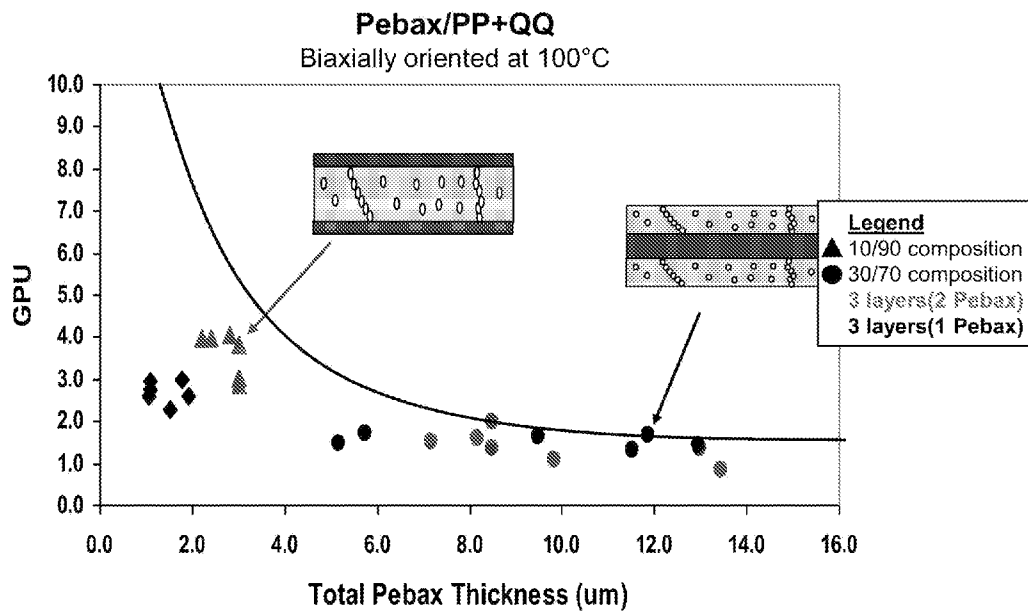 Pebax/PP+QQ
Biaxially oriented at 100°C
10.0
9.0
8.0
7.0
6.0
5.0
4.0
3.0
2.0
1.0
0.0
GPU
Legend
10/90 composition
30/70 composition
3 layers(2 Pebax)
3 layers(1 Pebax)
0.0 2.0 4.0 6.0 8.0 10.0 12.0 14.0 16.0
Total Pebax Thickness (um)